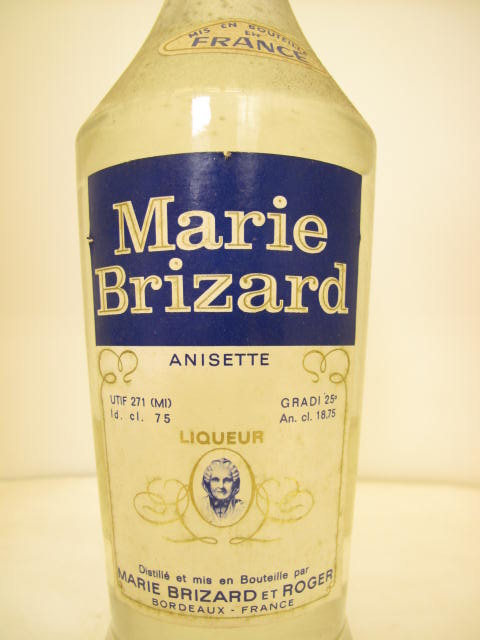 MIS EN BOUTEILLE
EN
FRANCE
Marie
Brizard
ANISETTE
UTIF 271 (MI)
Id. cl. 75
GRADI 25°
An. cl. 18,75
LIQUEUR
Distillé et mis en Bouteille par
MARIE BRIZARD ET ROGER
BORDEAUX - FRANCE